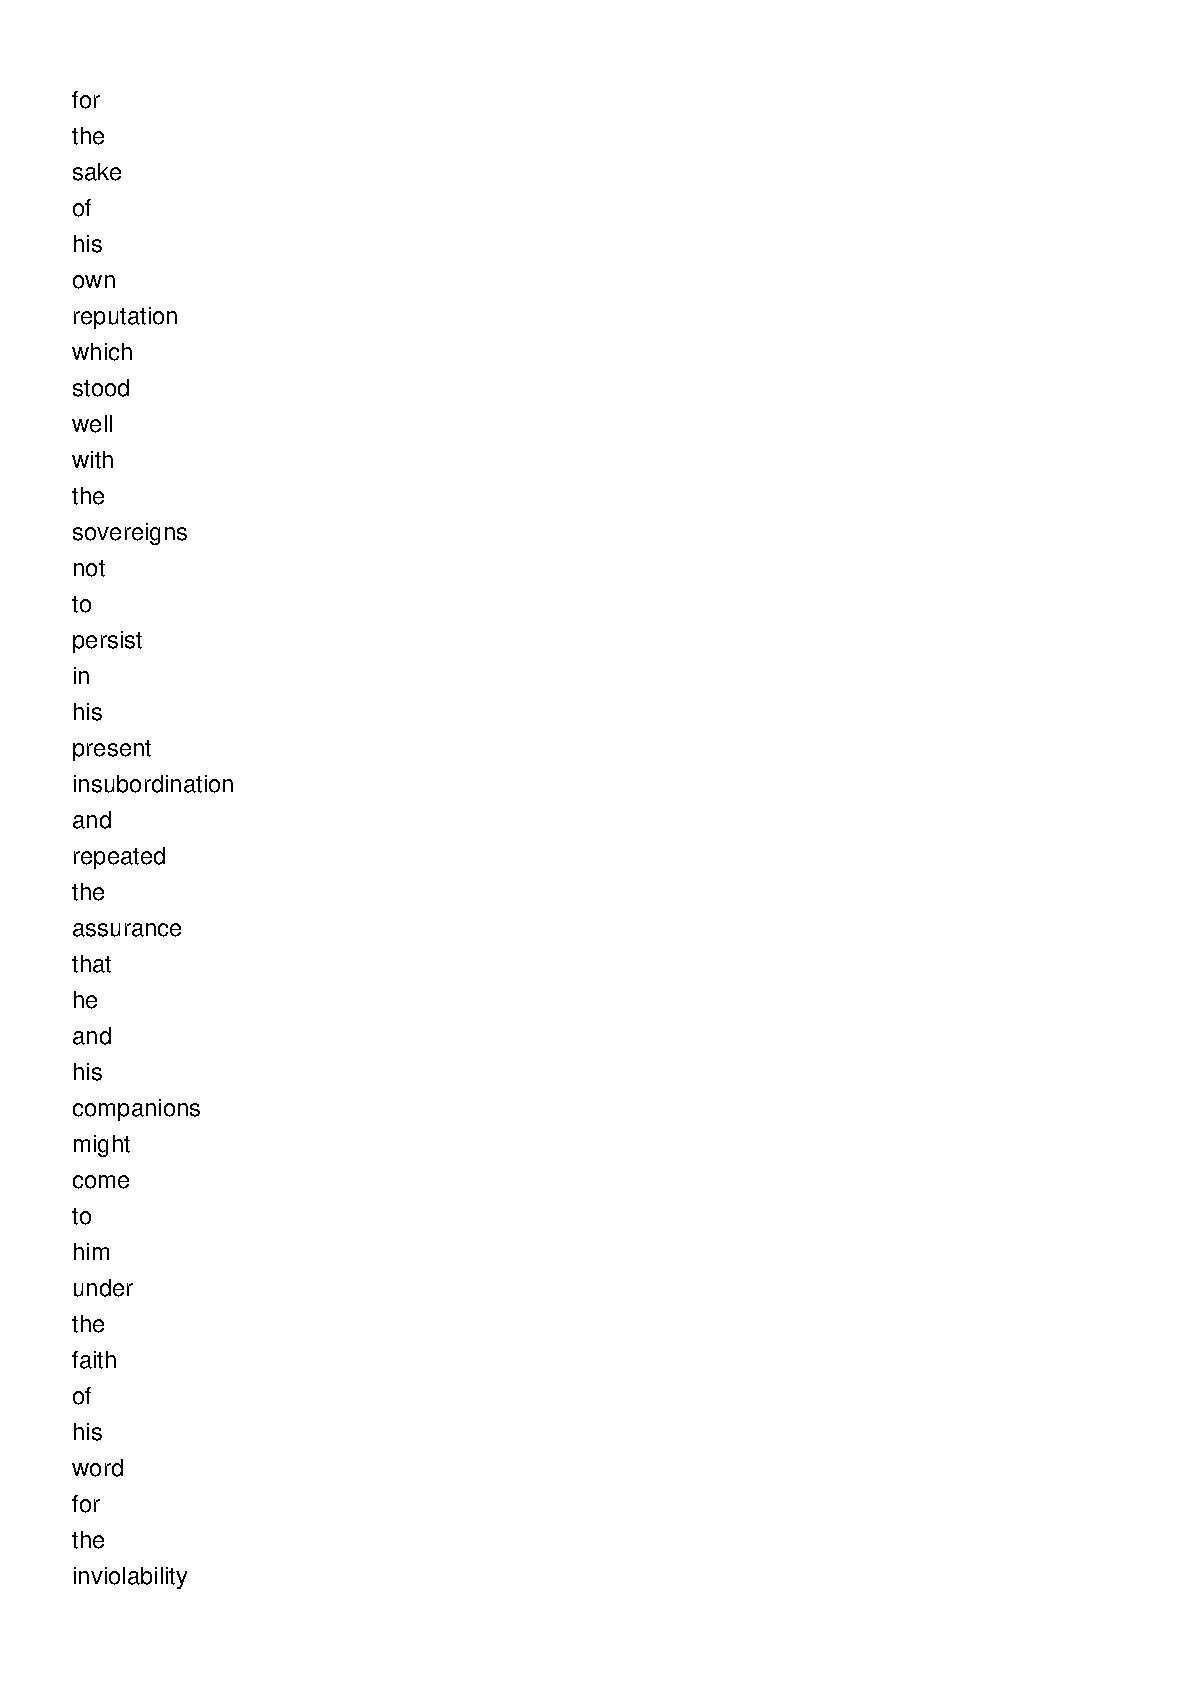 for
the
sake
of
his
own
reputation
which
stood
well
with
the
sovereigns
not
to
persist
in
his
present
insubordination
and
repeated
the
assurance
that
he
and
his
companions
might
come
to
him
under
the
faith
of
his
word
for
the
inviolability